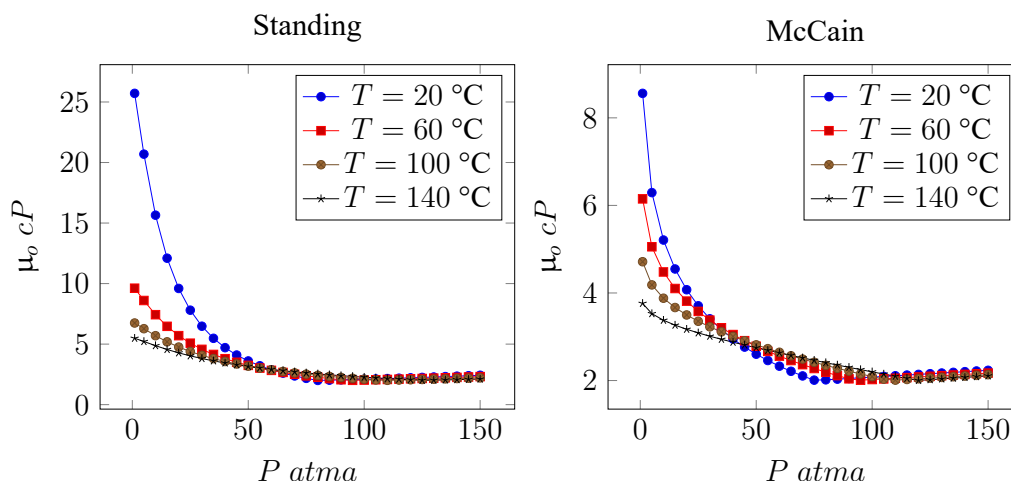 Standing
25
20
15
10
5
0
0
50
100
150
μₒ cP
P atma
T = 20 °C
T = 60 °C
T = 100 °C
T = 140 °C
McCain
8
6
4
2
0
50
100
150
μₒ cP
P atma
T = 20 °C
T = 60 °C
T = 100 °C
T = 140 °C